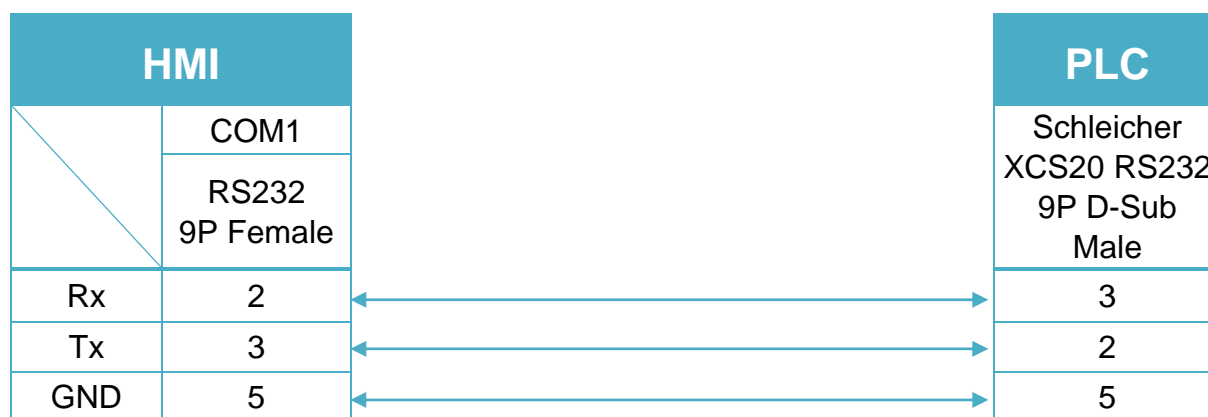 HMI
PLC
COM1
RS232
9P Female
Schleicher
XCS20 RS232
9P D-Sub
Male
Rx 2 3
Tx 3 2
GND 5 5